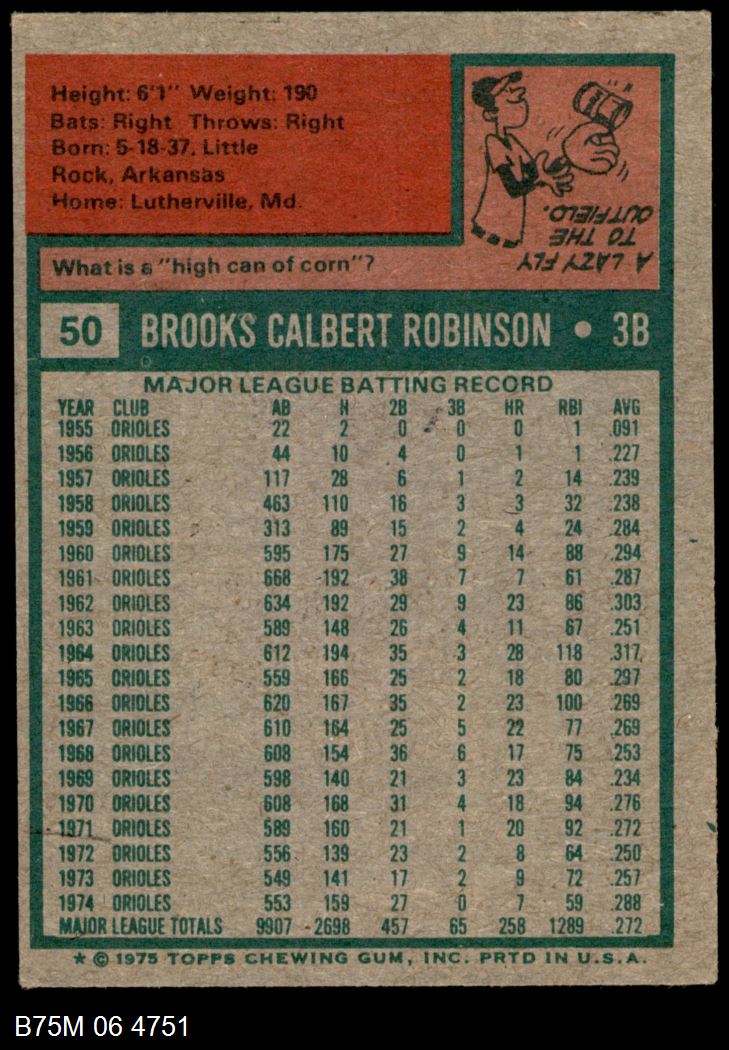 Height: 6'1" Weight: 190
Bats: Right Throws: Right
Born: 5-18-37, Little
Rock, Arkansas
Home: Lutherville, Md.
What is a "high can of corn"?
A LAZY FLY
TO THE
OUTFIELD.
50 BROOKS CALBERT ROBINSON • 3B
MAJOR LEAGUE BATTING RECORD
YEAR CLUB AB H 2B 3B HR RBI AVG
1955 ORIOLES 22 2 0 0 0 1 .091
1956 ORIOLES 44 10 4 0 1 1 .227
1957 ORIOLES 117 28 6 1 2 14 .239
1958 ORIOLES 463 110 16 3 3 32 .238
1959 ORIOLES 313 89 15 2 4 24 .284
1960 ORIOLES 595 175 27 9 14 88 .294
1961 ORIOLES 668 192 38 7 7 61 .287
1962 ORIOLES 634 192 29 9 23 86 .303
1963 ORIOLES 589 148 26 4 11 67 .251
1964 ORIOLES 612 194 35 3 28 118 .317
1965 ORIOLES 559 166 25 2 18 80 .297
1966 ORIOLES 620 167 35 2 23 100 .269
1967 ORIOLES 610 164 25 5 22 77 .269
1968 ORIOLES 608 154 36 6 17 75 .253
1969 ORIOLES 598 140 21 3 23 84 .234
1970 ORIOLES 608 168 31 4 18 94 .276
1971 ORIOLES 589 160 21 1 20 92 .272
1972 ORIOLES 556 139 23 2 8 64 .250
1973 ORIOLES 549 141 17 2 9 72 .257
1974 ORIOLES 553 159 27 0 7 59 .288
MAJOR LEAGUE TOTALS 9907 2698 457 65 258 1289 .272
* © 1975 TOPPS CHEWING GUM, INC. PRTD IN U.S.A.
B75M 06 4751